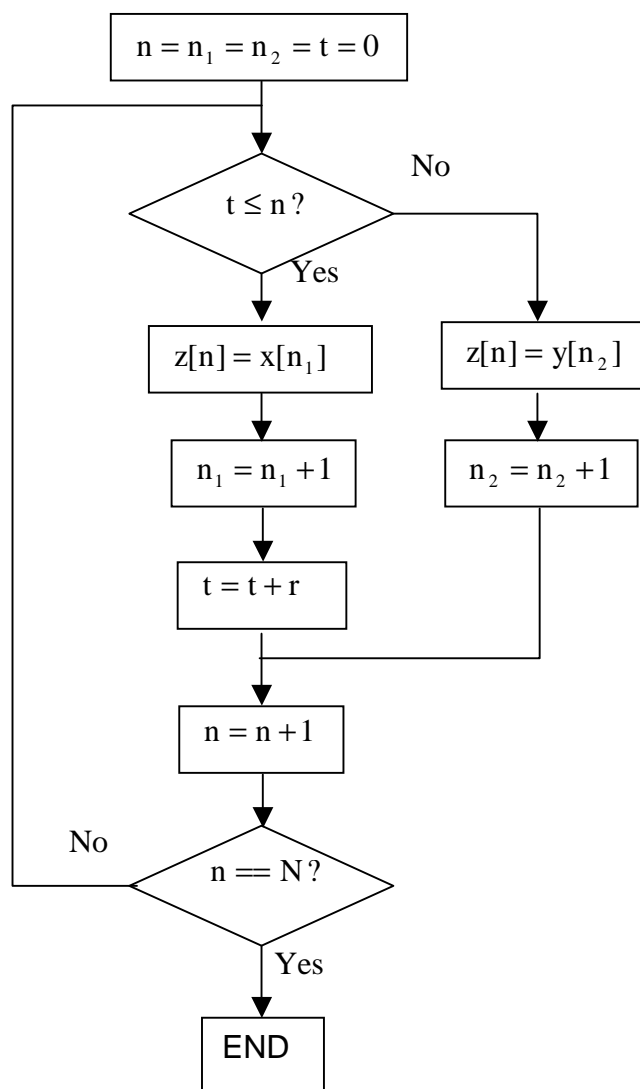 n = n₁ = n₂ = t = 0
No
t ≤ n ?
Yes
z[n] = x[n₁]
z[n] = y[n₂]
n₁ = n₁ + 1
n₂ = n₂ + 1
t = t + r
n = n + 1
No
n == N ?
Yes
END